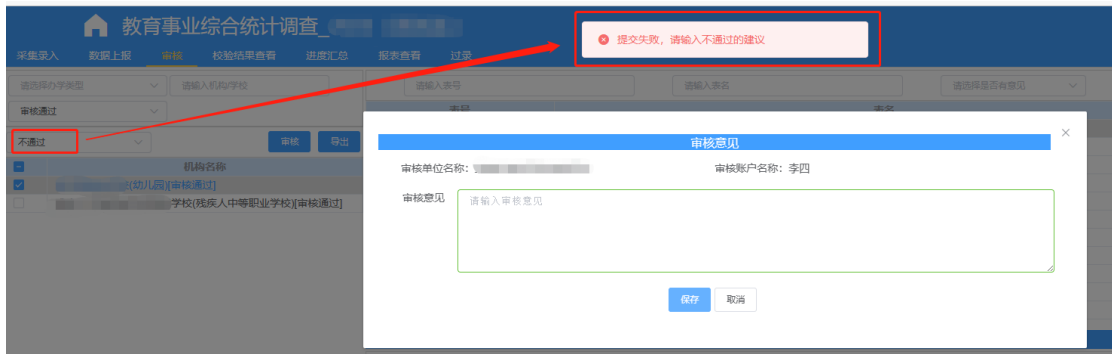 教育事业综合统计调查_
提交失败，请输入不通过的建议
采集录入 数据上报 审核 校验结果查看 进度汇总 报表查看 过录
请选择办学类型 请输入机构/学校 请输入表号 请输入表名 请选择是否有意见
审核通过 表号 表名
不通过 审核 导出
机构名称
(幼儿园)[审核通过]
学校(残疾人中等职业学校)[审核通过]
审核意见
审核单位名称： 审核账户名称：李四
审核意见 请输入审核意见
保存 取消